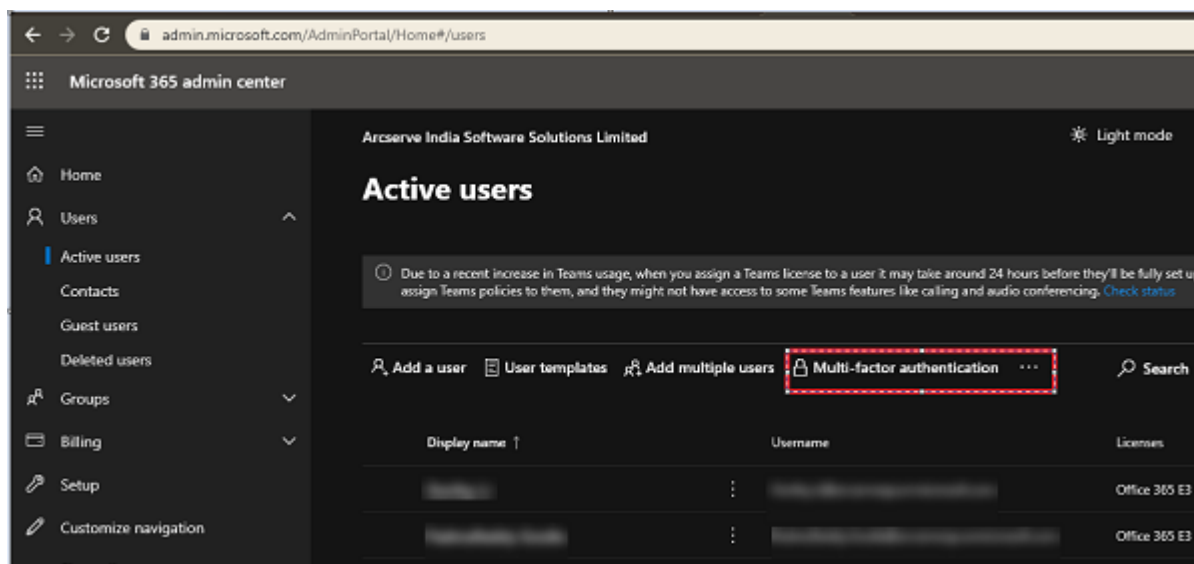 admin.microsoft.com/AdminPortal/Home#/users
Microsoft 365 admin center
Arcserve India Software Solutions Limited
Light mode
Home
Active users
Users
Active users
Due to a recent increase in Teams usage, when you assign a Teams license to a user it may take around 24 hours before they'll be fully set u
assign Teams policies to them, and they might not have access to some Teams features like calling and audio conferencing. Check status
Contacts
Guest users
Deleted users
Add a user User templates Add multiple users Multi-factor authentication ... Search
Groups
Billing
Display name ↑ Username Licenses
Setup
Office 365 E3
Customize navigation
Office 365 E3